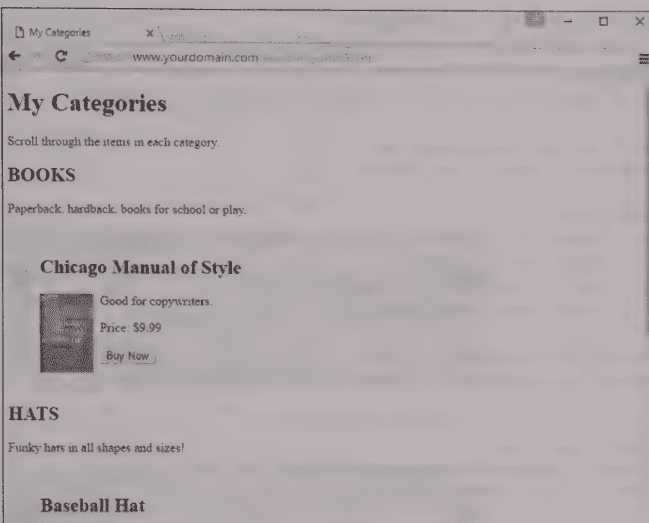 My Categories
www.yourdomain.com
My Categories
Scroll through the items in each category.
BOOKS
Paperback, hardback, books for school or play.
Chicago Manual of Style
Good for copywriters.
Price: $9.99
Buy Now
HATS
Funky hats in all shapes and sizes!
Baseball Hat